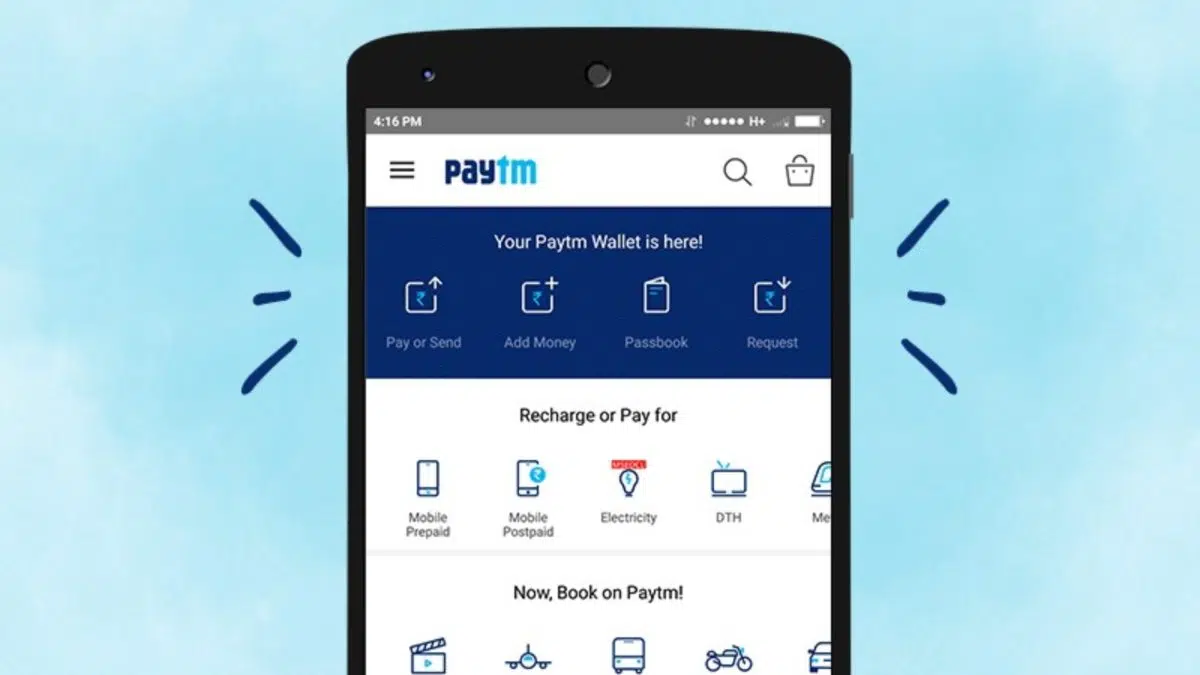 4:16 PM H+
paytm
Your Paytm Wallet is here!
Pay or Send Add Money Passbook Request
Recharge or Pay for
MSEDCL
Mobile Prepaid
Mobile Postpaid
Electricity
DTH
Me
Now, Book on Paytm!